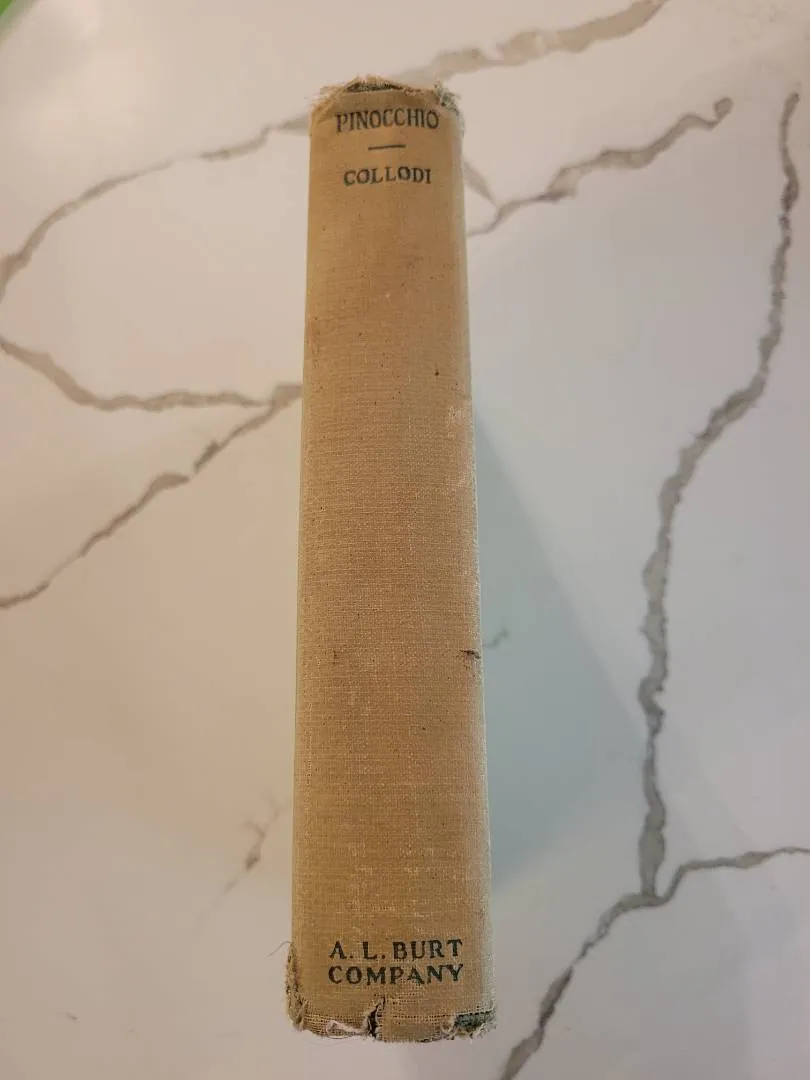 PINOCCHIO
COLLODI
A. L. BURT
COMPANY